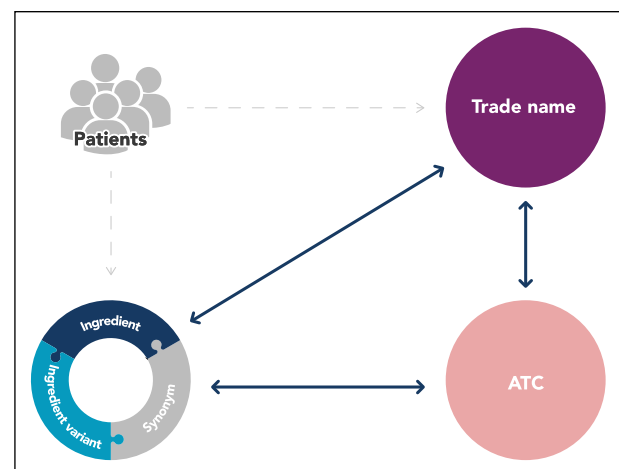 Patients
Trade name
Ingredient
Ingredient variant
Synonym
ATC